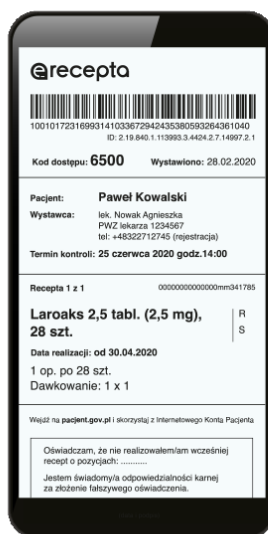 erecepta
10010172316993141033672942435380593264361040
ID: 2.19.840.1.113993.3.4424.2.7.14997.2.1
Kod dostępu: 6500 Wystawiono: 28.02.2020
Pacjent: Paweł Kowalski
Wystawca: lek. Nowak Agnieszka
PWZ lekarza 1234567
tel: +48322712745 (rejestracja)
Termin kontroli: 25 czerwca 2020 godz.14:00
Recepta 1 z 1 00000000000000mm341785
Laroaks 2,5 tabl. (2,5 mg), R
28 szt. S
Data realizacji: od 30.04.2020
1 op. po 28 szt.
Dawkowanie: 1 x 1
Wejdź na pacjent.gov.pl i skorzystaj z Internetowego Konta Pacjenta
Oświadczam, że nie realizowałem/am wcześniej
recept o pozycjach: ...........
Jestem świadomy/a odpowiedzialności karnej
za złożenie fałszywego oświadczenia.